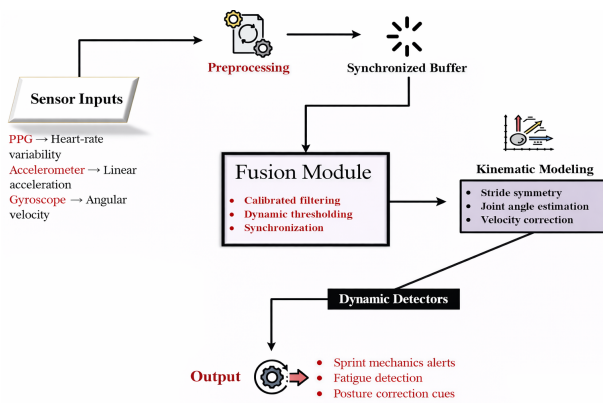 Preprocessing
Synchronized Buffer
Sensor Inputs
PPG → Heart-rate
variability
Accelerometer → Linear
acceleration
Gyroscope → Angular
velocity
Fusion Module
• Calibrated filtering
• Dynamic thresholding
• Synchronization
Kinematic Modeling
• Stride symmetry
• Joint angle estimation
• Velocity correction
Dynamic Detectors
Output
• Sprint mechanics alerts
• Fatigue detection
• Posture correction cues